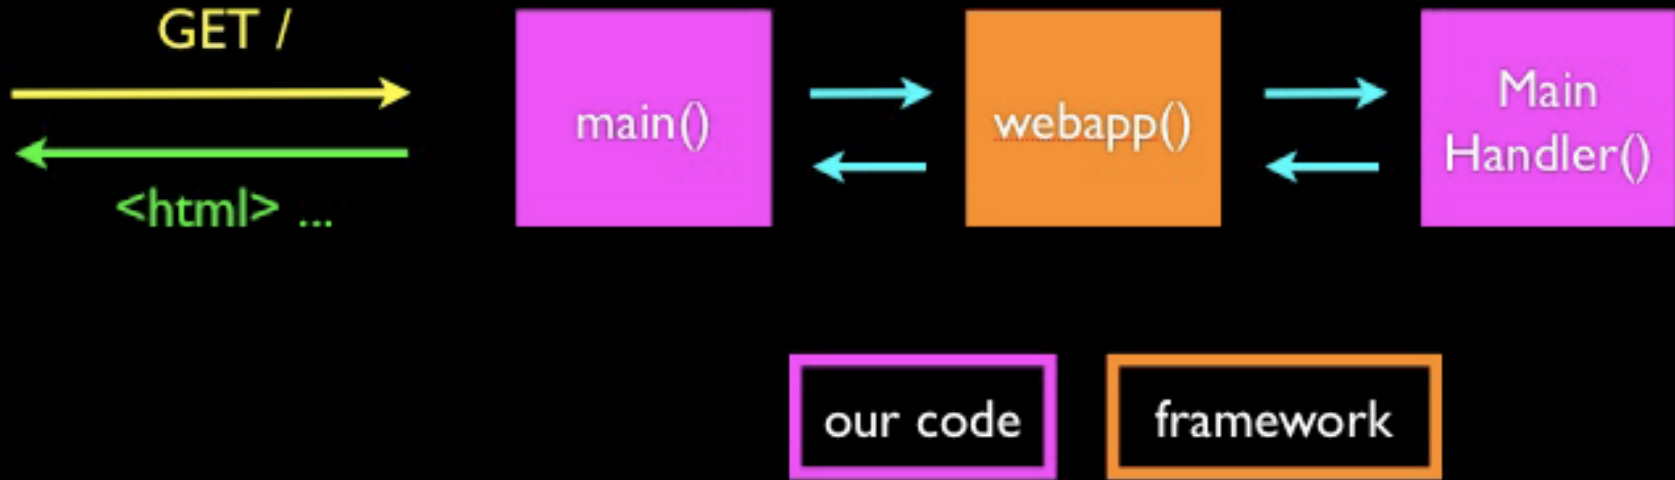 GET /
<html> ...
main()
webapp()
Main
Handler()
our code
framework